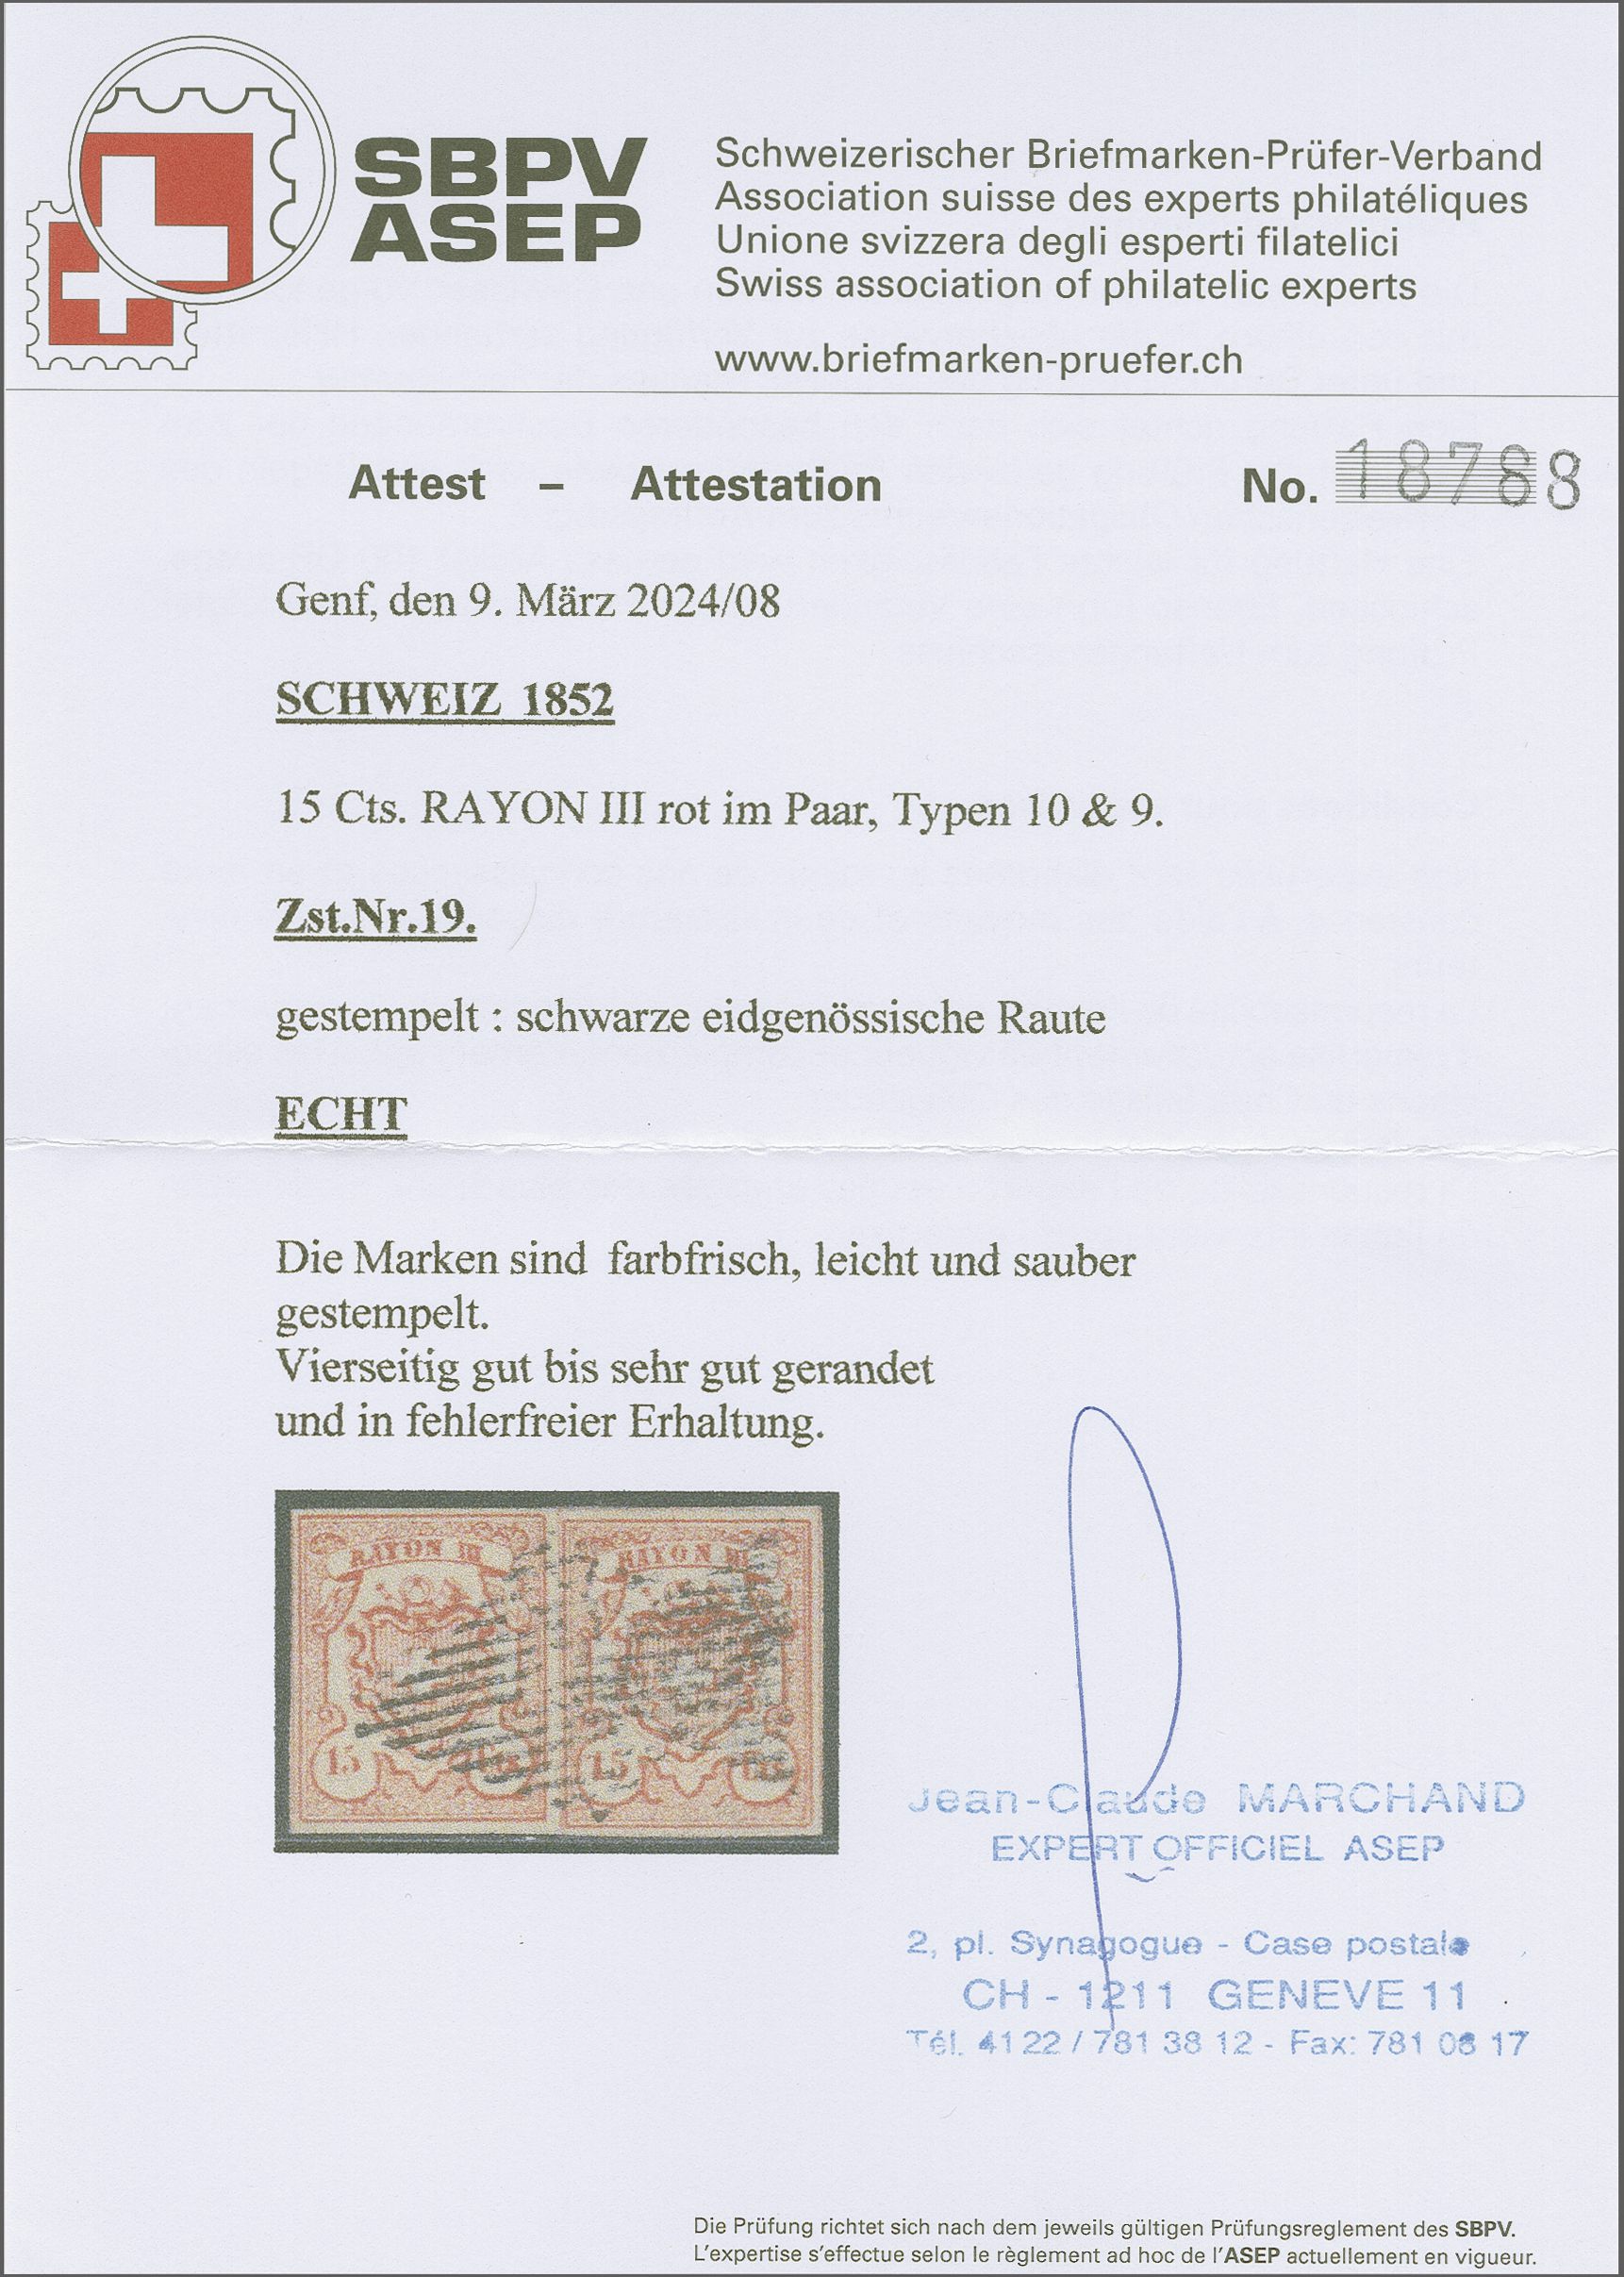 SBPV
ASEP
Schweizerischer Briefmarken-Prüfer-Verband
Association suisse des experts philatéliques
Unione svizzera degli esperti filatelici
Swiss association of philatelic experts
www.briefmarken-pruefer.ch
Attest – Attestation
No. 18788
Genf, den 9. März 2024/08
SCHWEIZ 1852
15 Cts. RAYON III rot im Paar, Typen 10 & 9.
Zst.Nr.19.
gestempelt : schwarze eidgenössische Raute
ECHT
Die Marken sind farbfrisch, leicht und sauber
gestempelt.
Vierseitig gut bis sehr gut gerandet
und in fehlerfreier Erhaltung.
RAYON III RAYON III
15 15
Jean-Claude MARCHAND
EXPERT OFFICIEL ASEP
2, pl. Synagogue - Case postale
CH - 1211 GENEVE 11
Tél. 41 22 / 781 38 12 - Fax: 781 08 17
Die Prüfung richtet sich nach dem jeweils gültigen Prüfungsreglement des SBPV.
L'expertise s'effectue selon le règlement ad hoc de l'ASEP actuellement en vigueur.